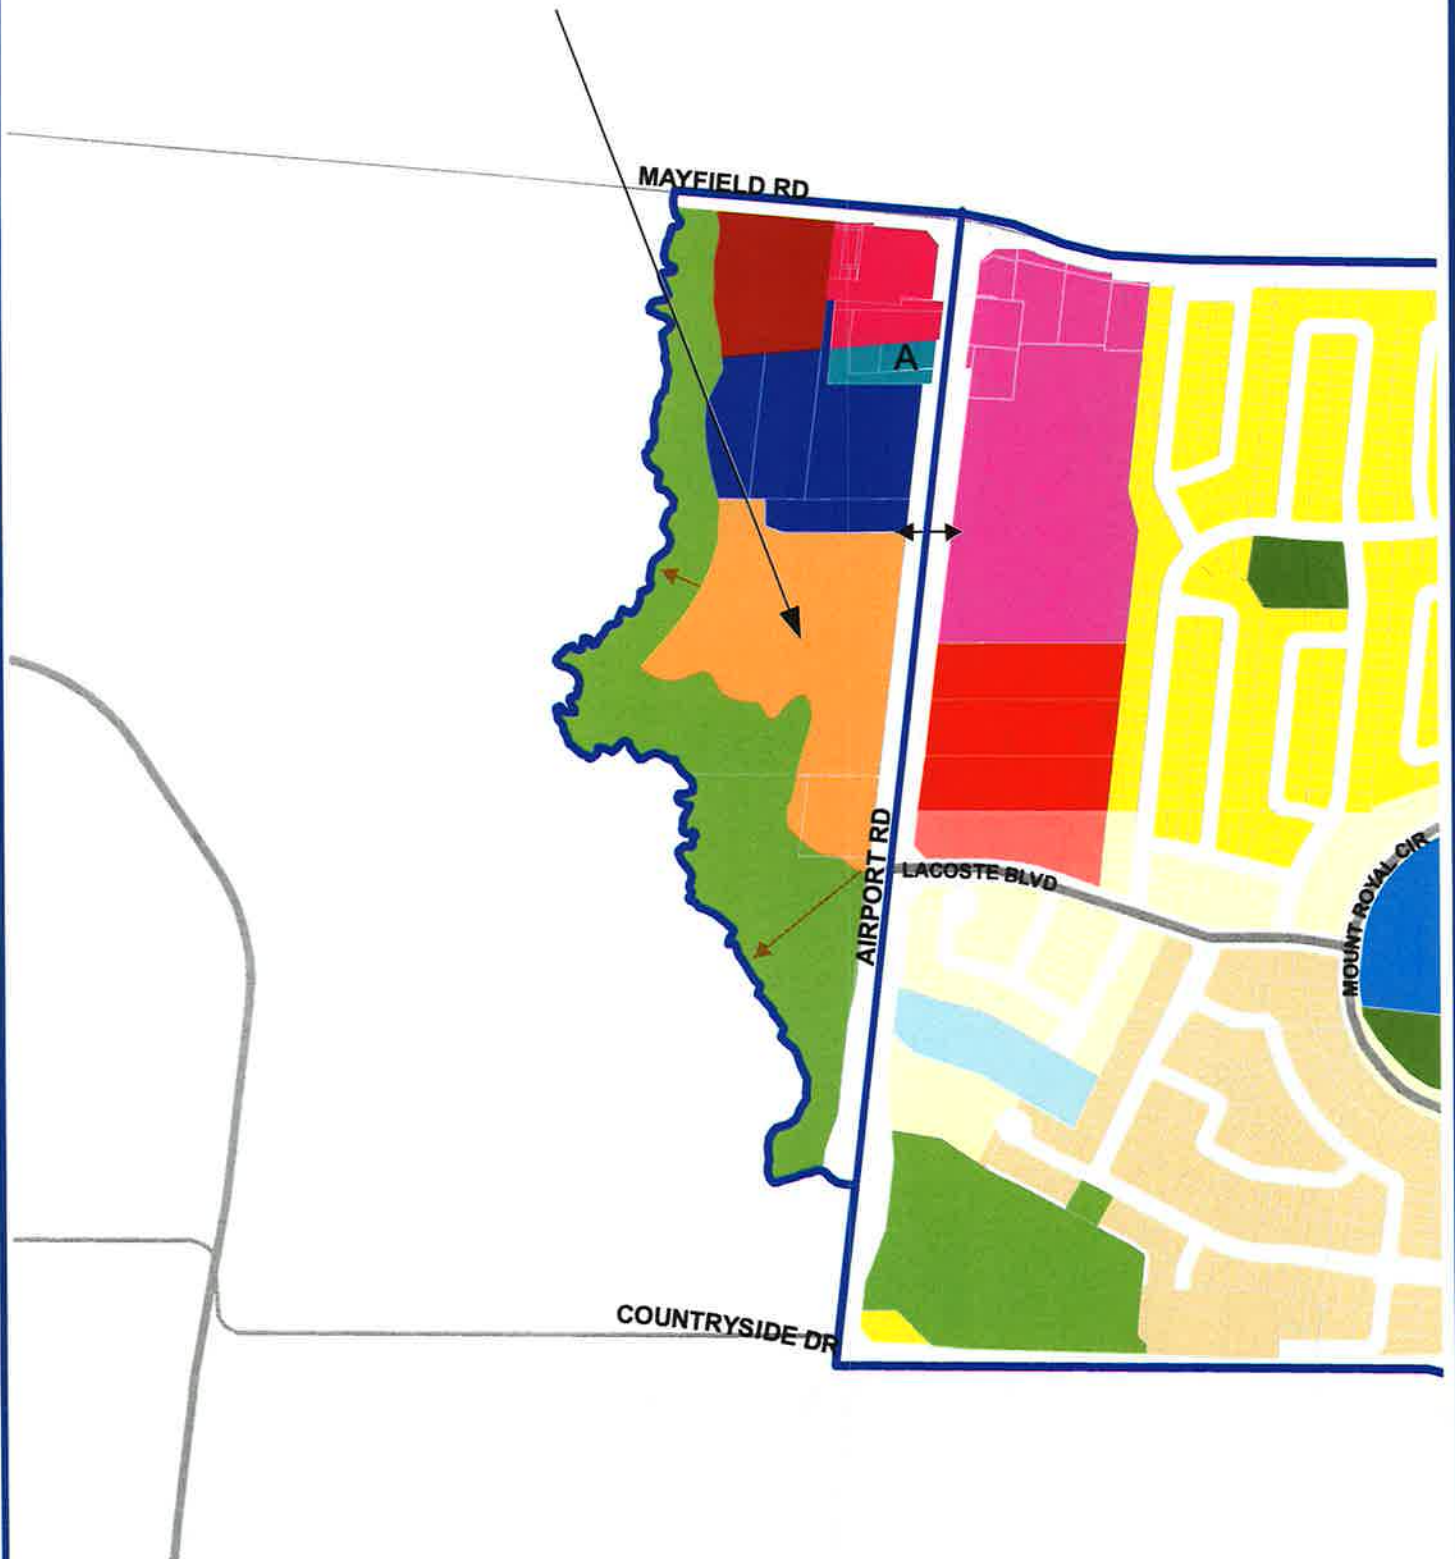 MAYFIELD RD
A
AIRPORT RD
LACOSTE BLVD
MOUNT ROYAL CIR
COUNTRYSIDE DR